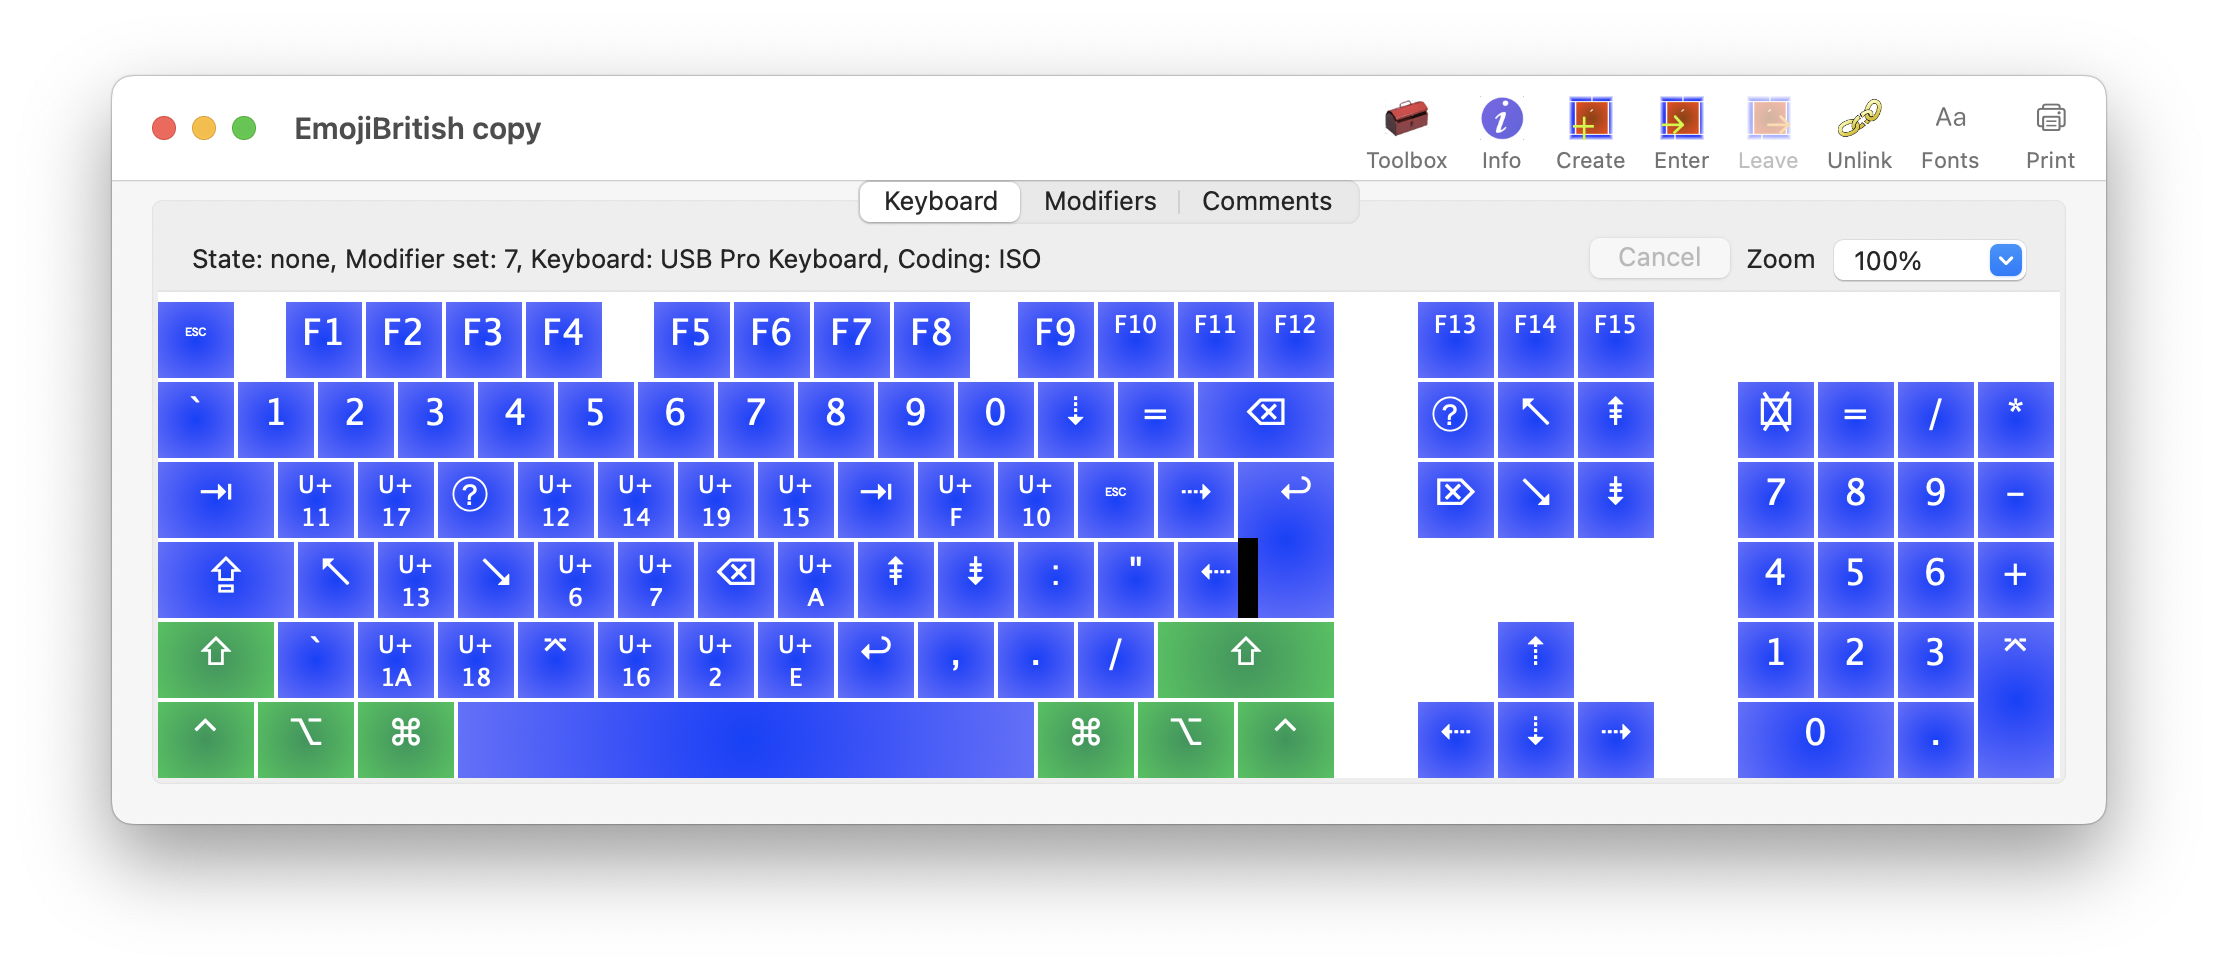 EmojiBritish copy
Toolbox Info Create Enter Leave Unlink Fonts Print
Keyboard Modifiers Comments
State: none, Modifier set: 7, Keyboard: USB Pro Keyboard, Coding: ISO
Cancel Zoom 100%
ESC F1 F2 F3 F4 F5 F6 F7 F8 F9 F10 F11 F12 F13 F14 F15
` 1 2 3 4 5 6 7 8 9 0 ⇣ = ⌫ ? ↖ ⇞ ⌧ = / *
⇥ U+11 U+17 ? U+12 U+14 U+19 U+15 ⇥ U+F U+10 ESC ⇢ ↩ ⌦ ↘ ⇟ 7 8 9 -
⇪ ↖ U+13 ↘ U+6 U+7 ⌫ U+A ⇞ ⇟ : " ⇠ 4 5 6 +
⇧ ` U+1A U+18 ⌤ U+16 U+2 U+E ↩ , . / ⇧ ⇡ 1 2 3 ⌤
⌃ ⌥ ⌘ ⌘ ⌥ ⌃ ⇠ ⇣ ⇢ 0 .